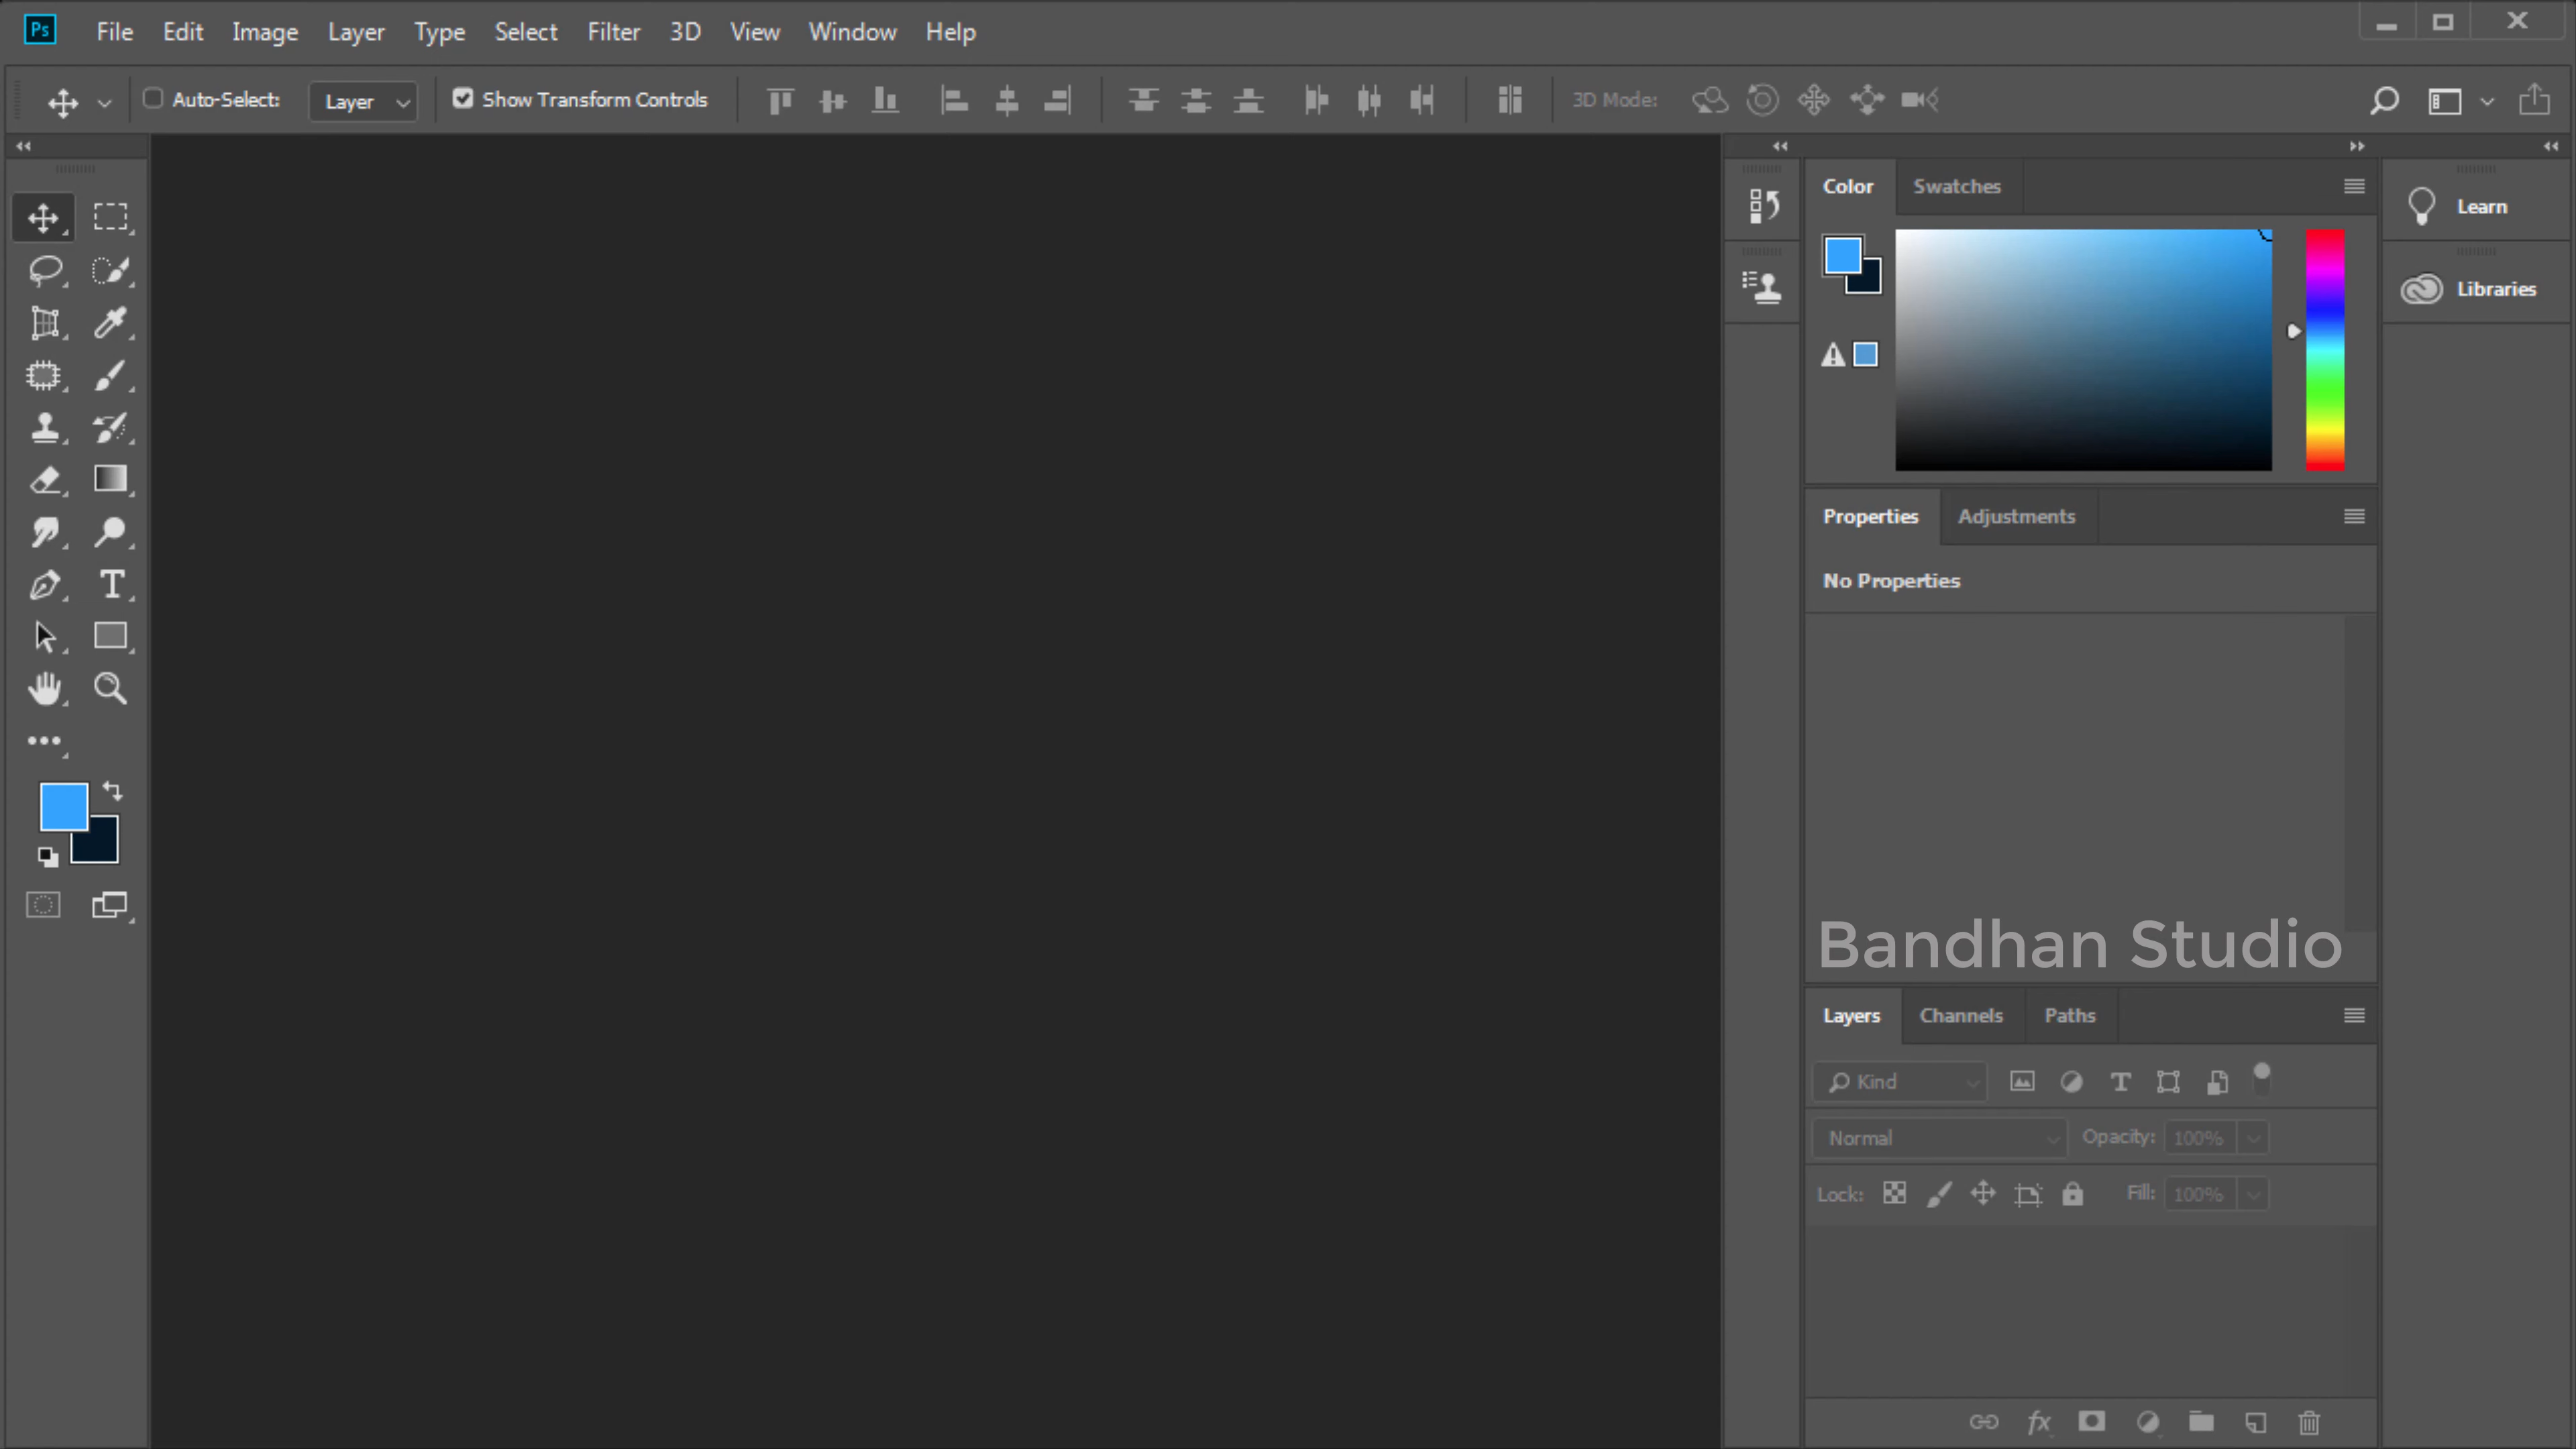 Ps File Edit Image Layer Type Select Filter 3D View Window Help
Auto-Select: Layer Show Transform Controls 3D Mode:
Color Swatches
Learn
Libraries
Properties Adjustments
No Properties
Bandhan Studio
Layers Channels Paths
Kind
Normal Opacity: 100%
Lock: Fill: 100%
fx